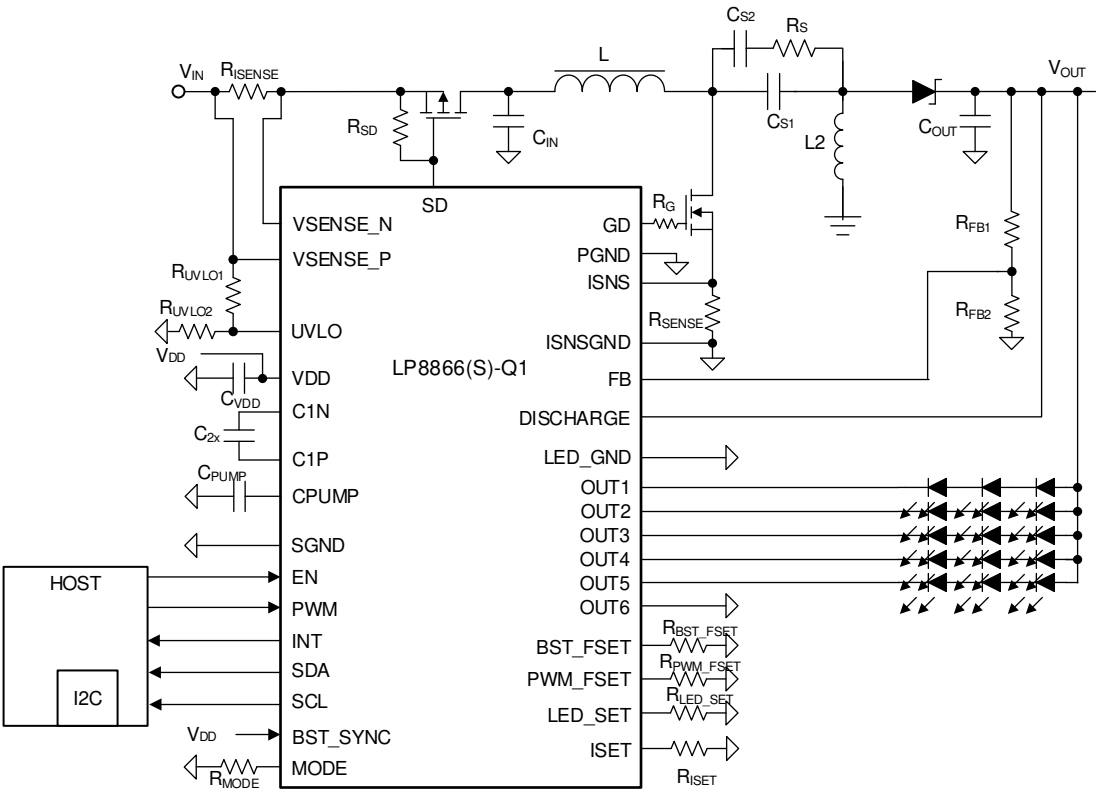 CS2
RS
VIN
RISENSE
L
VOUT
RSD
CIN
CS1
L2
COUT
SD
VSENSE_N
VSENSE_P
RUVLO1
RUVLO2
UVLO
VDD
VDD
CVDD
C1N
C2x
C1P
CPUMP
CPUMP
SGND
HOST
I2C
EN
PWM
INT
SDA
SCL
VDD
BST_SYNC
MODE
RMODE
LP8866(S)-Q1
GD
RG
PGND
ISNS
RSENSE
ISNSGND
FB
RFB1
RFB2
DISCHARGE
LED_GND
OUT1
OUT2
OUT3
OUT4
OUT5
OUT6
BST_FSET
RBST_FSET
PWM_FSET
RPWM_FSET
LED_SET
RLED_SET
ISET
RISET